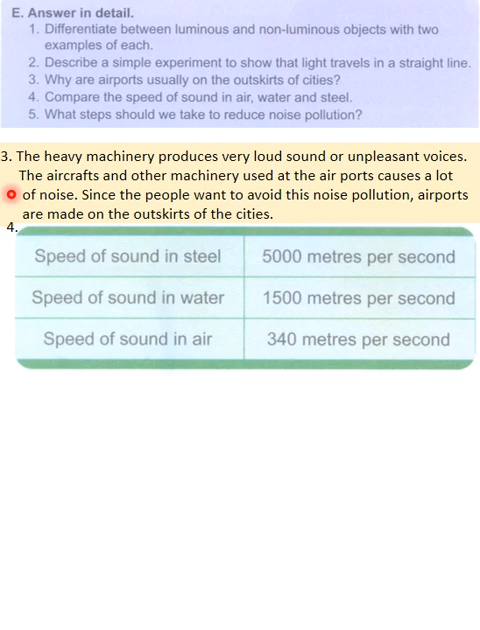 E. Answer in detail.
1. Differentiate between luminous and non-luminous objects with two
examples of each.
2. Describe a simple experiment to show that light travels in a straight line.
3. Why are airports usually on the outskirts of cities?
4. Compare the speed of sound in air, water and steel.
5. What steps should we take to reduce noise pollution?
3. The heavy machinery produces very loud sound or unpleasant voices.
The aircrafts and other machinery used at the air ports causes a lot
of noise. Since the people want to avoid this noise pollution, airports
are made on the outskirts of the cities.
4.
Speed of sound in steel 5000 metres per second
Speed of sound in water 1500 metres per second
Speed of sound in air 340 metres per second